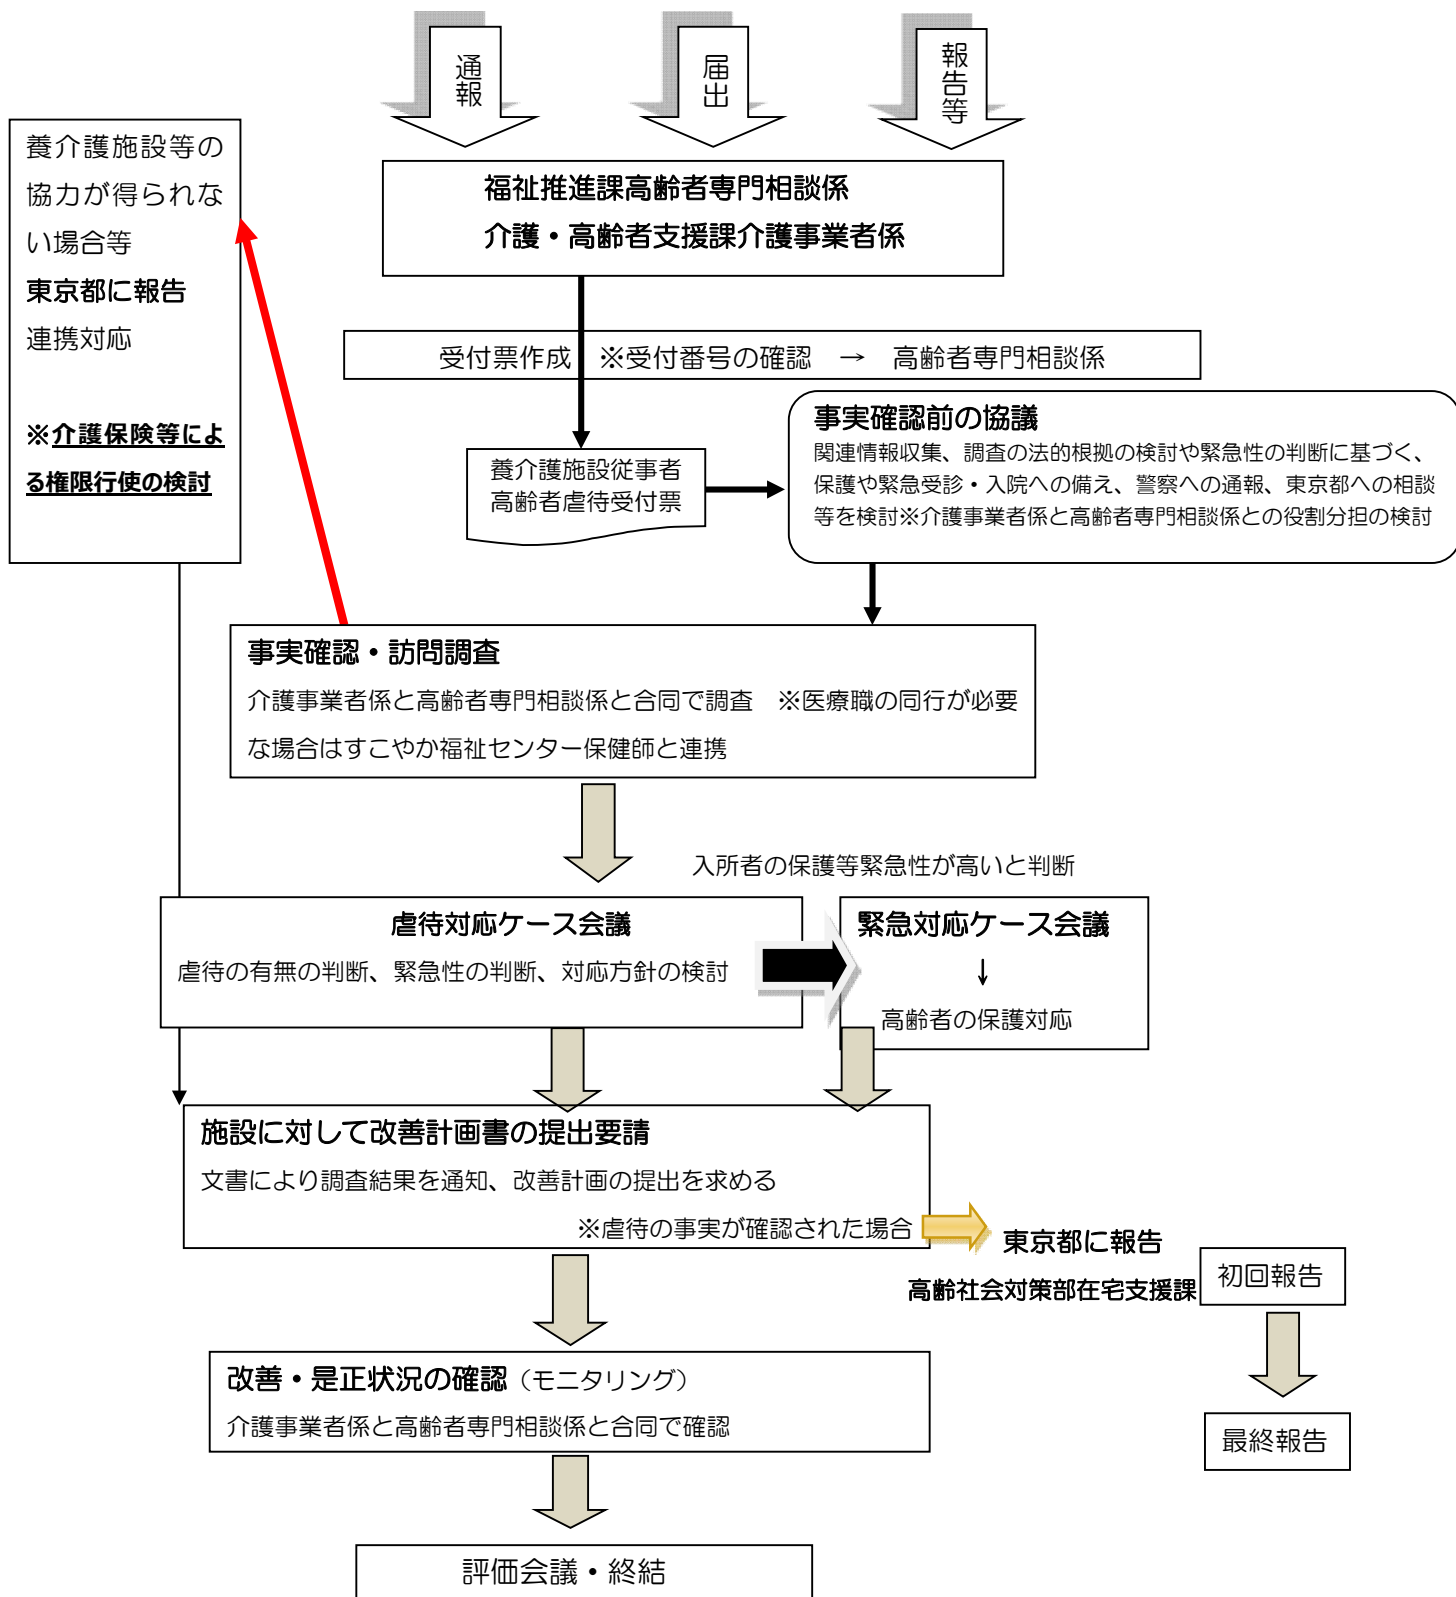 通報
届出
報告等
養介護施設等の
協力が得られな
い場合等
東京都に報告
連携対応
※介護保険等によ
る権限行使の検討
福祉推進課高齢者専門相談係
介護・高齢者支援課介護事業者係
受付票作成　※受付番号の確認　→　高齢者専門相談係
養介護施設従事者
高齢者虐待受付票
事実確認前の協議
関連情報収集、調査の法的根拠の検討や緊急性の判断に基づく、
保護や緊急受診・入院への備え、警察への通報、東京都への相談
等を検討※介護事業者係と高齢者専門相談係との役割分担の検討
事実確認・訪問調査
介護事業者係と高齢者専門相談係と合同で調査　※医療職の同行が必要
な場合はすこやか福祉センター保健師と連携
入所者の保護等緊急性が高いと判断
虐待対応ケース会議
虐待の有無の判断、緊急性の判断、対応方針の検討
緊急対応ケース会議
↓
高齢者の保護対応
施設に対して改善計画書の提出要請
文書により調査結果を通知、改善計画の提出を求める
※虐待の事実が確認された場合
東京都に報告
高齢社会対策部在宅支援課
初回報告
最終報告
改善・是正状況の確認（モニタリング）
介護事業者係と高齢者専門相談係と合同で確認
評価会議・終結